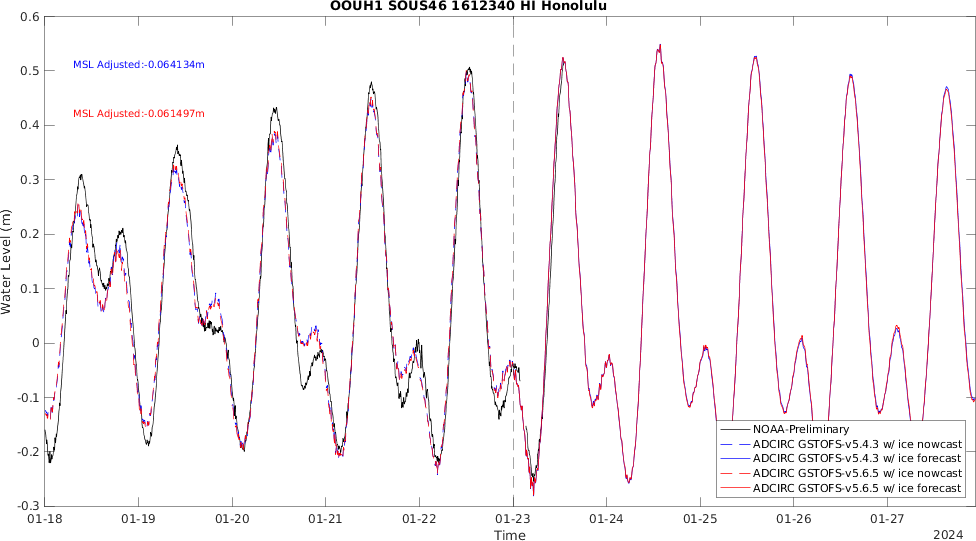 OOUH1 SOUS46 1612340 HI Honolulu
0.6
0.5
0.4
0.3
0.2
0.1
0
-0.1
-0.2
-0.3
Water Level (m)
MSL Adjusted:-0.064134m
MSL Adjusted:-0.061497m
NOAA-Preliminary
ADCIRC GSTOFS-v5.4.3 w/ ice nowcast
ADCIRC GSTOFS-v5.4.3 w/ ice forecast
ADCIRC GSTOFS-v5.6.5 w/ ice nowcast
ADCIRC GSTOFS-v5.6.5 w/ ice forecast
01-18
01-19
01-20
01-21
01-22
01-23
01-24
01-25
01-26
01-27
Time
2024